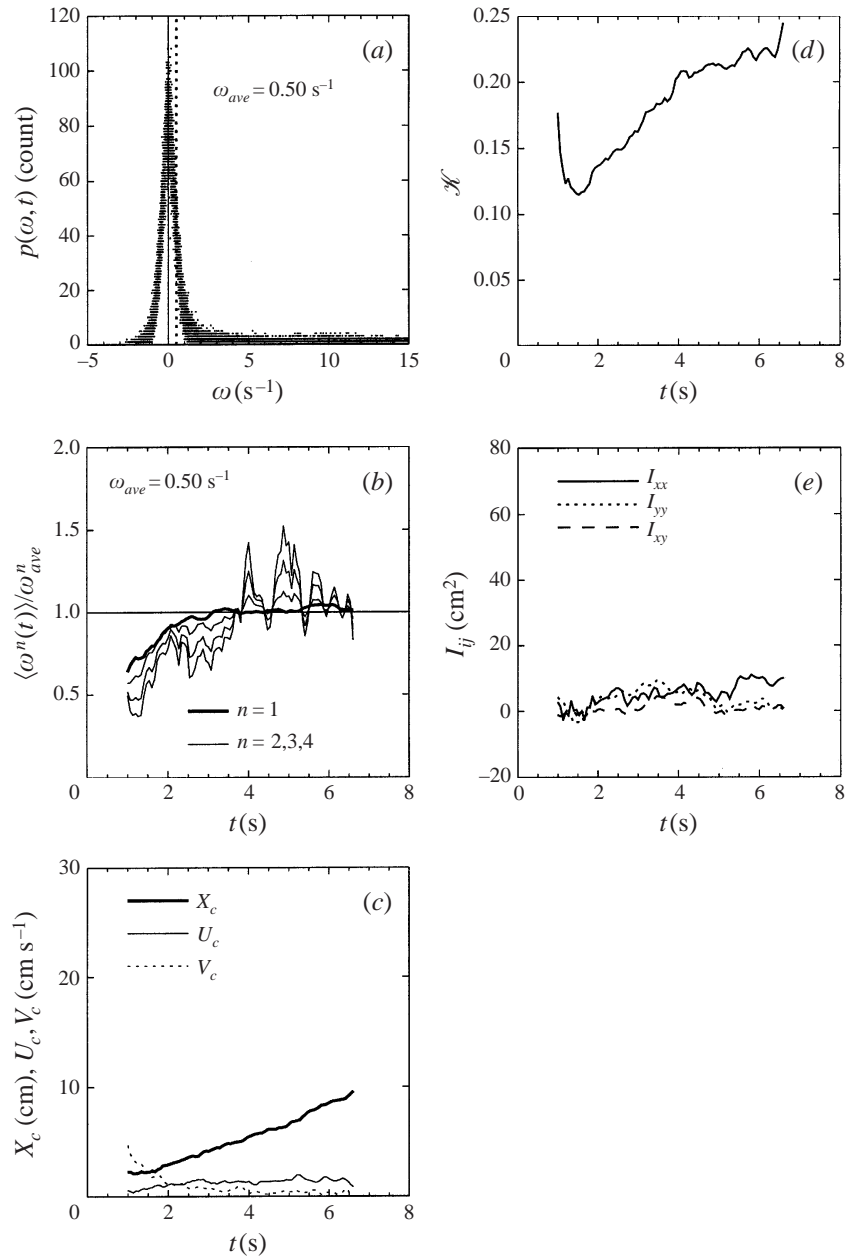 120
100
80
60
40
20
0
−5
0
5
10
15
p(ω, t) (count)
ω (s⁻¹)
ω_ave = 0.50 s⁻¹
(a)
0.25
0.20
0.15
0.10
0.05
0
2
4
6
8
𝒦
t (s)
(d)
2.0
1.5
1.0
0.5
0
2
4
6
8
⟨ωⁿ(t)⟩/ωⁿ_ave
t (s)
ω_ave = 0.50 s⁻¹
(b)
n = 1
n = 2,3,4
80
60
40
20
0
−20
0
2
4
6
8
I_ij (cm²)
t (s)
I_xx
I_yy
I_xy
(e)
30
20
10
0
2
4
6
8
X_c (cm), U_c, V_c (cm s⁻¹)
t (s)
X_c
U_c
V_c
(c)